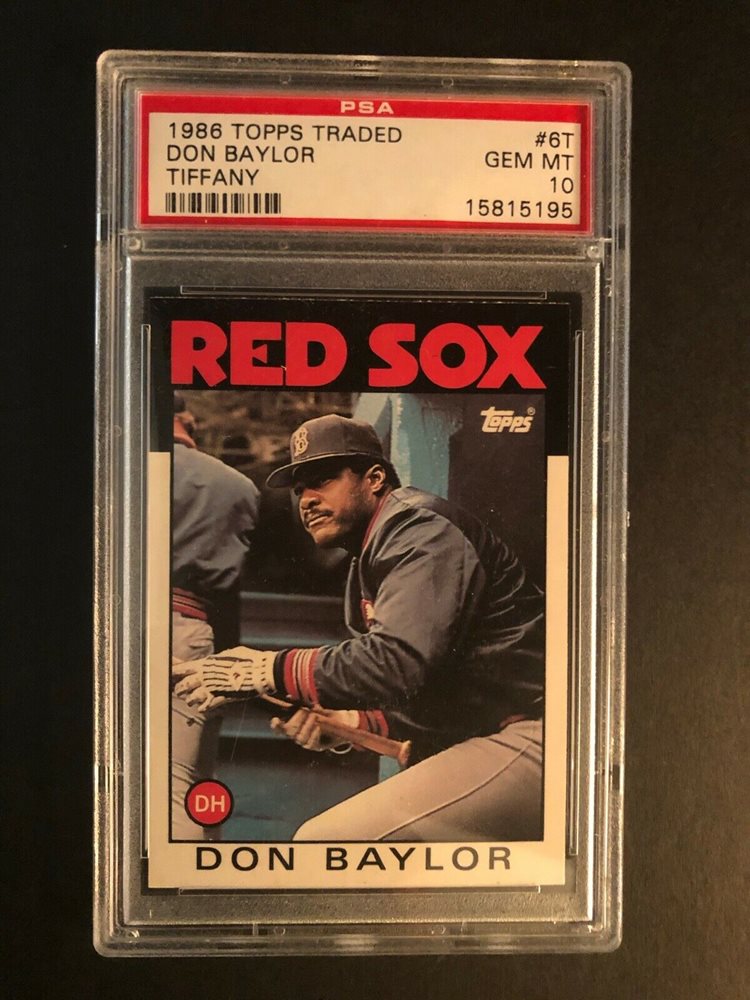 PSA
1986 TOPPS TRADED #6T
DON BAYLOR GEM MT
TIFFANY 10
15815195
RED SOX
topps®
B
DH
DON BAYLOR